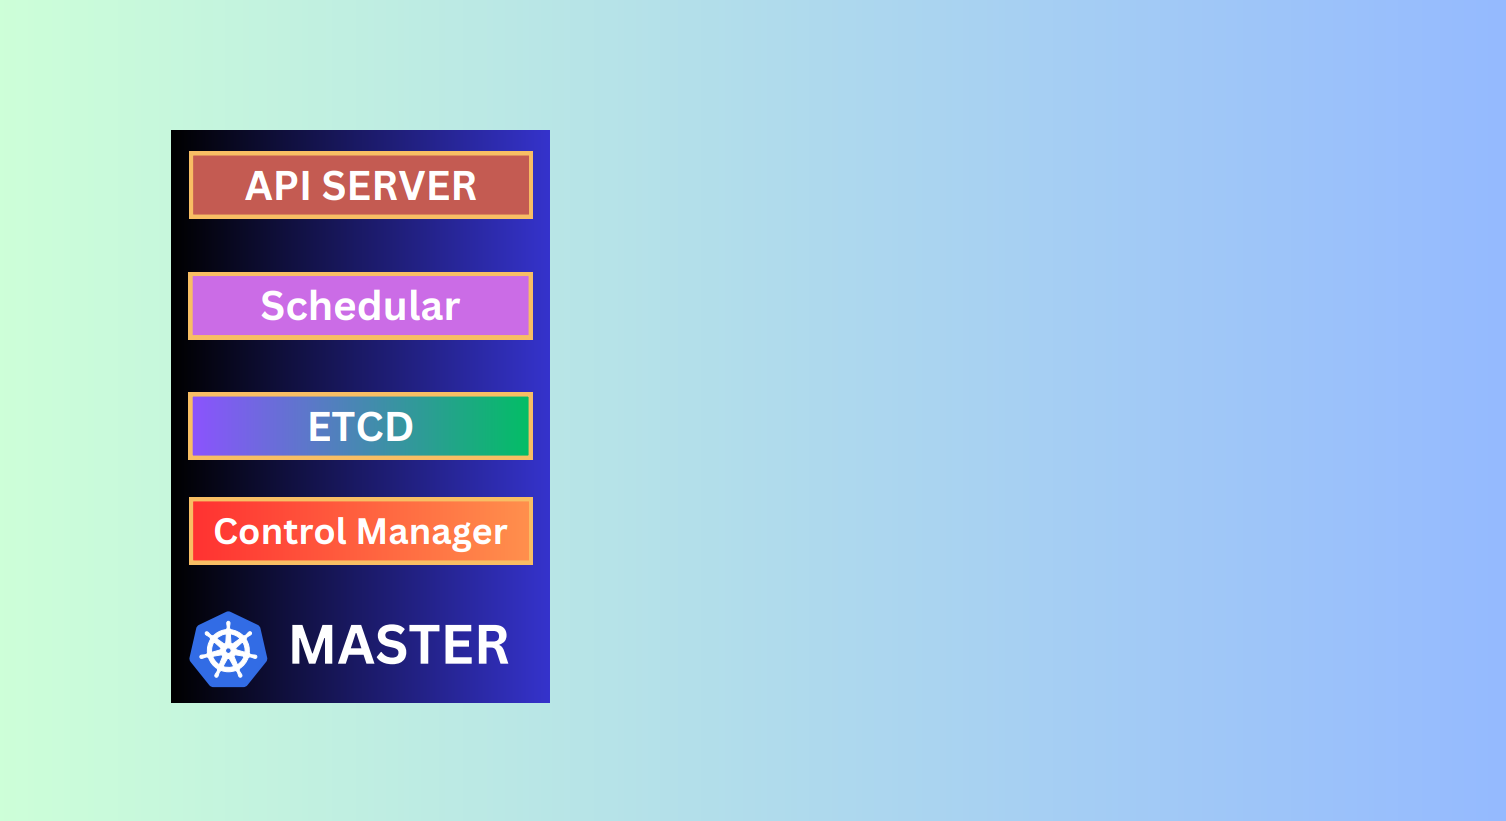 API SERVER
Schedular
ETCD
Control Manager
MASTER